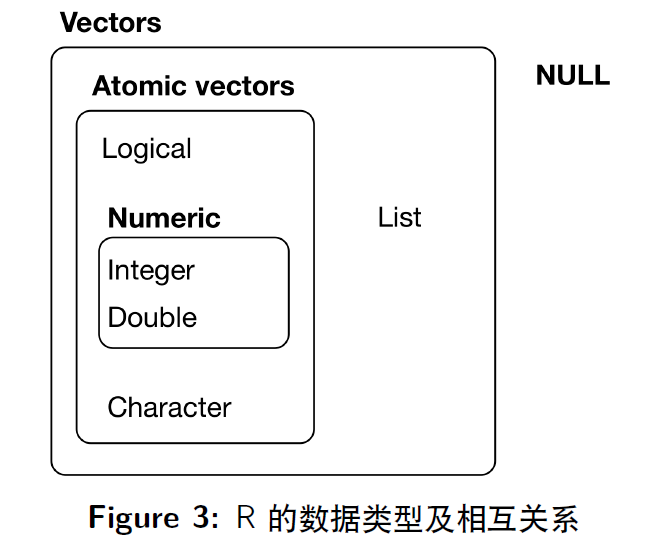 Vectors
NULL
Atomic vectors
Logical
Numeric
List
Integer
Double
Character
Figure 3: R 的数据类型及相互关系